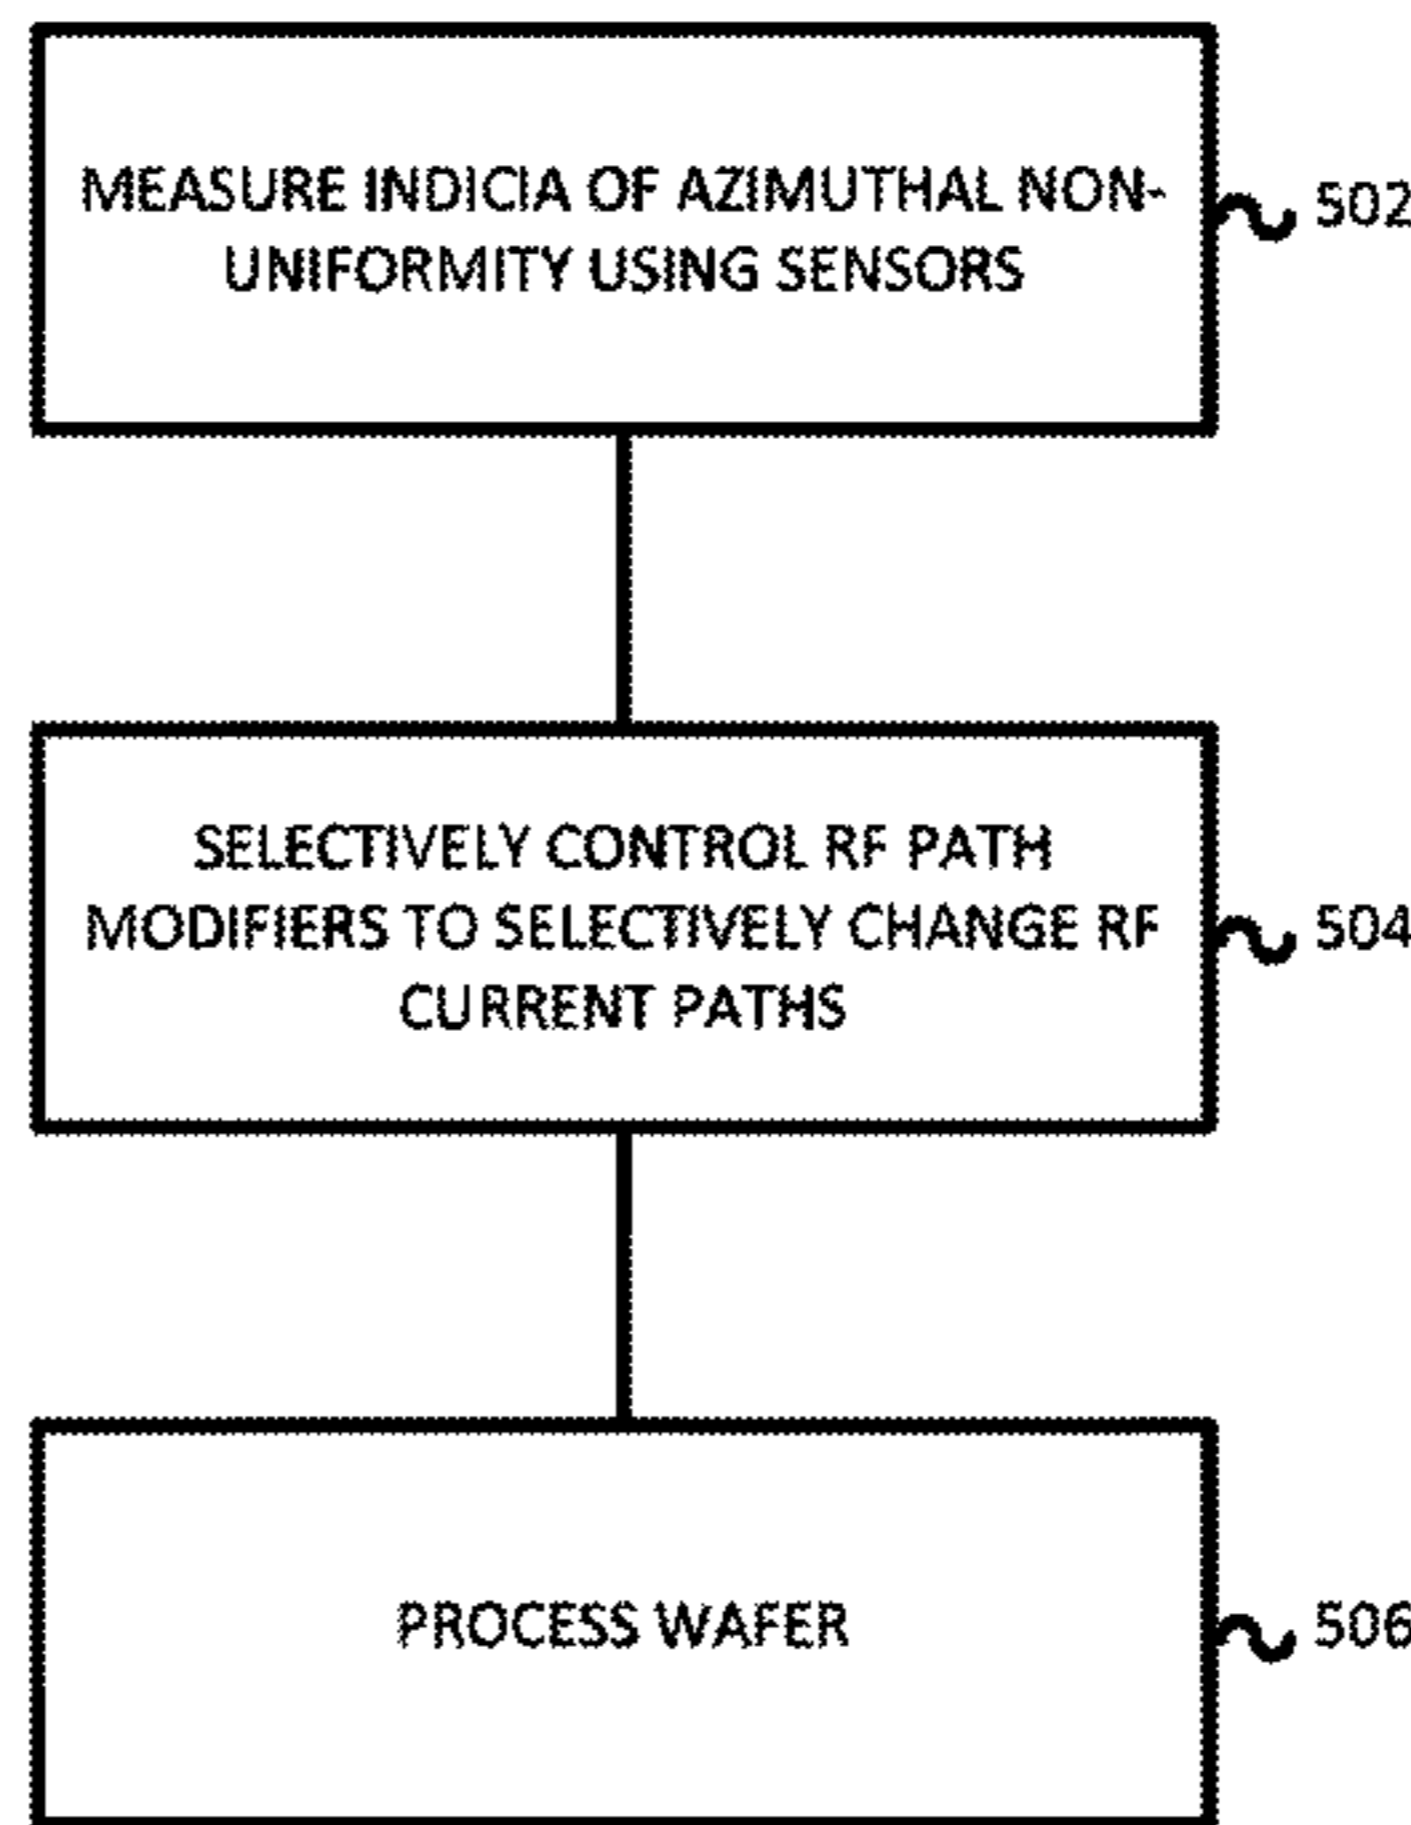 MEASURE INDICIA OF AZIMUTHAL NON-
UNIFORMITY USING SENSORS
502
SELECTIVELY CONTROL RF PATH
MODIFIERS TO SELECTIVELY CHANGE RF
CURRENT PATHS
504
PROCESS WAFER
506